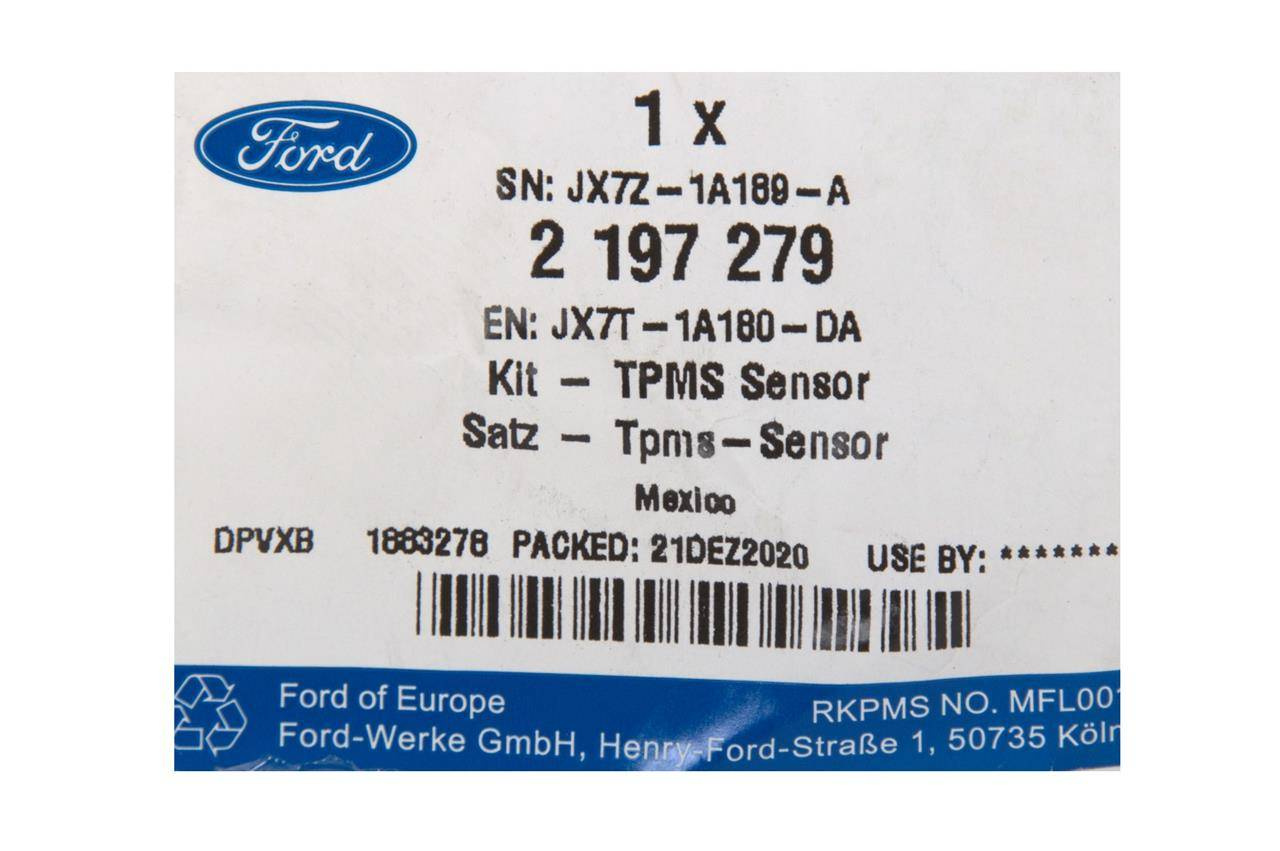 Ford
1 x
SN: JX7Z-1A189-A
2 197 279
EN: JX7T-1A180-DA
Kit - TPMS Sensor
Satz - Tpms-Sensor
Mexico
DPVXB 1883278 PACKED: 21DEZ2020 USE BY: *******
Ford of Europe
RKPMS NO. MFL001
Ford-Werke GmbH, Henry-Ford-Straße 1, 50735 Köln